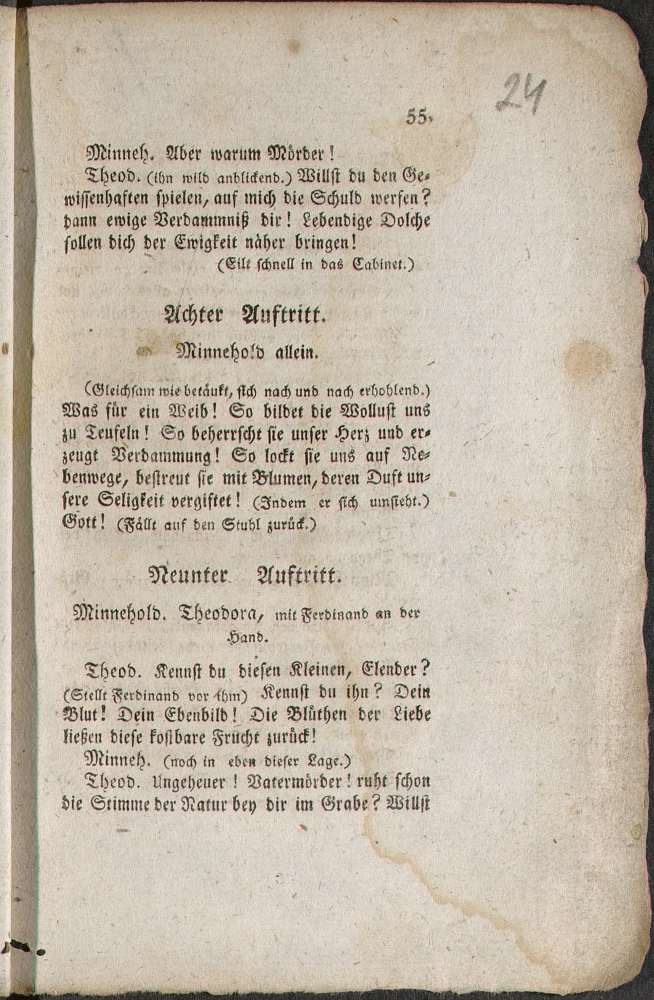 24
55.
Minneh. Aber warum Mörder!
Theod. (ihn wild anblickend.) Willst du den Ge-
wissenhaften spielen, auf mich die Schuld werfen?
dann ewige Verdammniß dir! Lebendige Dolche
sollen dich der Ewigkeit näher bringen!
(Eilt schnell in das Cabinet.)
Achter Auftritt.
Minnehold allein.
(Gleichsam wie betäubt, sich nach und nach erhohlend.)
Was für ein Weib! So bildet die Wollust uns
zu Teufeln! So beherrscht sie unser Herz und er-
zeugt Verdammung! So lockt sie uns auf Ne-
benwege, bestreut sie mit Blumen, deren Duft un-
sere Seligkeit vergiftet! (Indem er sich umsieht.)
Gott! (Fällt auf den Stuhl zurück.)
Neunter Auftritt.
Minnehold. Theodora, mit Ferdinand an der
Hand.
Theod. Kennst du diesen Kleinen, Elender?
(Stellt Ferdinand vor ihm) Kennst du ihn? Dein
Blut! Dein Ebenbild! Die Blüthen der Liebe
ließen diese kostbare Frucht zurück!
Minneh. (noch in eben dieser Lage.)
Theod. Ungeheuer! Vatermörder! ruht schon
die Stimme der Natur bey dir im Grabe? Willst